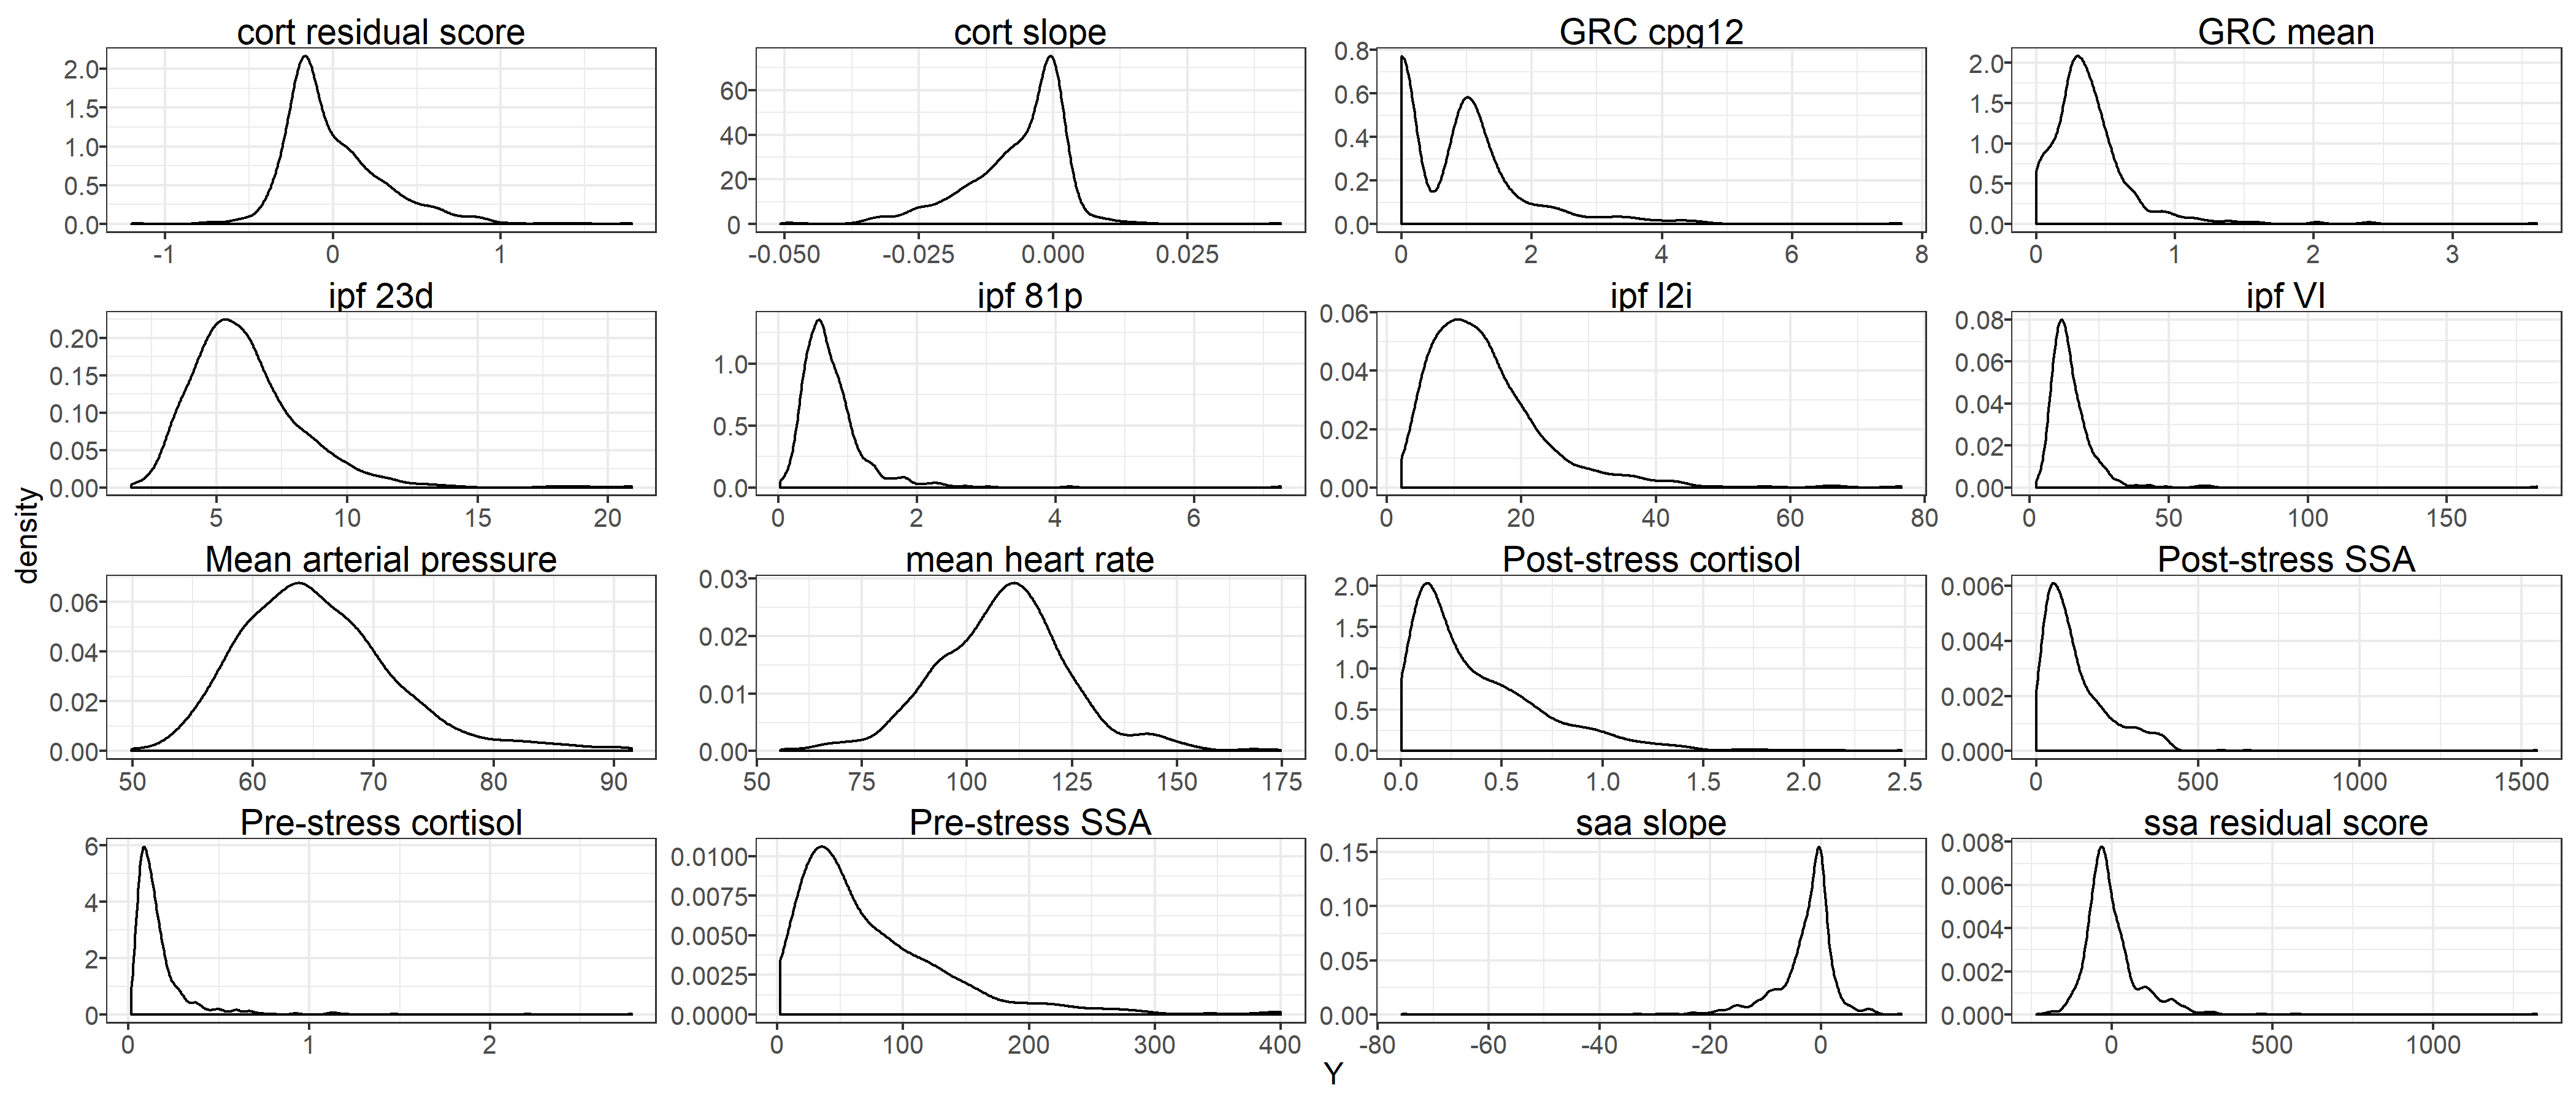 cort residual score
cort slope
GRC cpg12
GRC mean
2.0
1.5
1.0
0.5
0.0
-1 0 1
60
40
20
0
-0.050 -0.025 0.000 0.025
0.8
0.6
0.4
0.2
0.0
0 2 4 6 8
2.0
1.5
1.0
0.5
0.0
0 1 2 3
ipf 23d
ipf 81p
ipf l2i
ipf VI
0.20
0.15
0.10
0.05
0.00
5 10 15 20
1.0
0.5
0.0
0 2 4 6
0.06
0.04
0.02
0.00
0 20 40 60 80
0.08
0.06
0.04
0.02
0.00
0 50 100 150
density
Mean arterial pressure
mean heart rate
Post-stress cortisol
Post-stress SSA
0.06
0.04
0.02
0.00
50 60 70 80 90
0.03
0.02
0.01
0.00
50 75 100 125 150 175
2.0
1.5
1.0
0.5
0.0
0.0 0.5 1.0 1.5 2.0 2.5
0.006
0.004
0.002
0.000
0 500 1000 1500
Pre-stress cortisol
Pre-stress SSA
saa slope
ssa residual score
6
4
2
0
0 1 2
0.0100
0.0075
0.0050
0.0025
0.0000
0 100 200 300 400
0.15
0.10
0.05
0.00
-80 -60 -40 -20 0
0.008
0.006
0.004
0.002
0.000
0 500 1000
Y